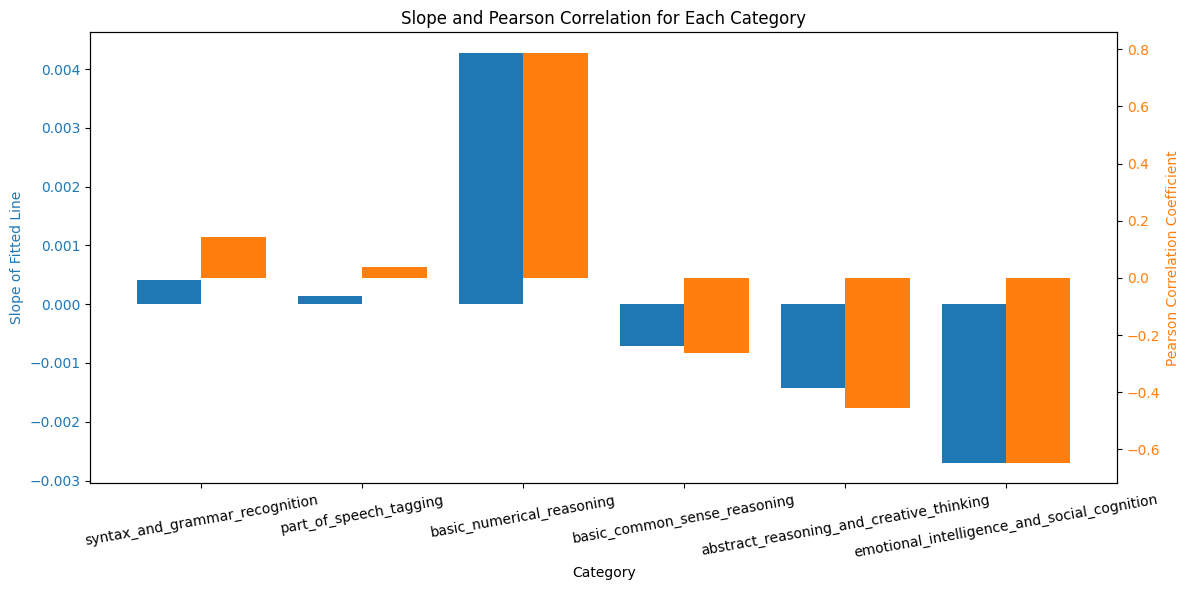 Slope and Pearson Correlation for Each Category
Slope of Fitted Line
0.004
0.003
0.002
0.001
0.000
−0.001
−0.002
−0.003
0.8
0.6
0.4
0.2
0.0
−0.2
−0.4
−0.6
Pearson Correlation Coefficient
syntax_and_grammar_recognition
part_of_speech_tagging
basic_numerical_reasoning
basic_common_sense_reasoning
abstract_reasoning_and_creative_thinking
emotional_intelligence_and_social_cognition
Category